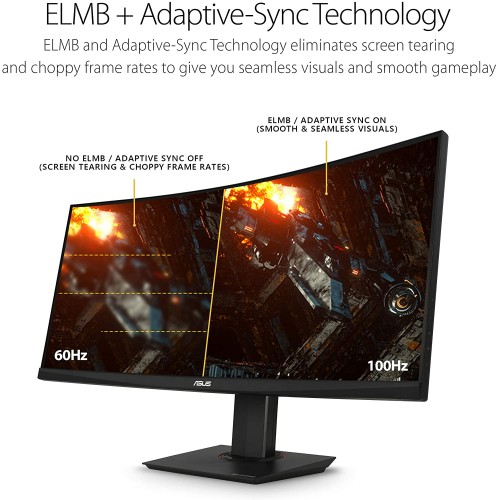 ELMB + Adaptive-Sync Technology
ELMB and Adaptive-Sync Technology eliminates screen tearing
and choppy frame rates to give you seamless visuals and smooth gameplay
ELMB / ADAPTIVE SYNC ON
(SMOOTH & SEAMLESS VISUALS)
NO ELMB / ADAPTIVE SYNC OFF
(SCREEN TEARING & CHOPPY FRAME RATES)
60Hz
100Hz
ASUS